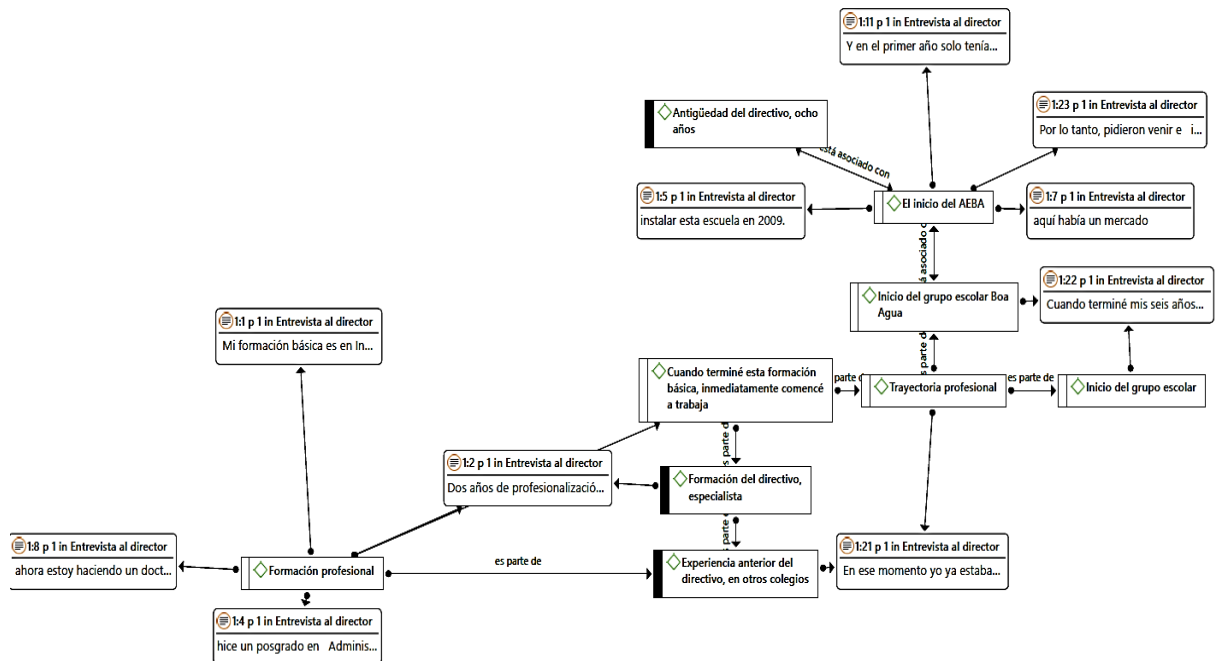 1:11 p 1 in Entrevista al director
Y en el primer año solo tenía...
Antigüedad del directivo, ocho
años
1:23 p 1 in Entrevista al director
Por lo tanto, pidieron venir e i...
está asociado con
1:5 p 1 in Entrevista al director
instalar esta escuela en 2009.
El inicio del AEBA
1:7 p 1 in Entrevista al director
aquí había un mercado
asociado
1:22 p 1 in Entrevista al director
Cuando terminé mis seis años...
Inicio del grupo escolar Boa
Agua
1:1 p 1 in Entrevista al director
Mi formación básica es en In...
parte d
Cuando terminé esta formación
básica, inmediatamente comencé
a trabaja
parte d
Trayectoria profesional
es parte de
Inicio del grupo escolar
s parte d
1:2 p 1 in Entrevista al director
Dos años de profesionalizació...
Formación del directivo,
especialista
s parte d
1:8 p 1 in Entrevista al director
ahora estoy haciendo un doct...
Formación profesional
es parte de
Experiencia anterior del
directivo, en otros colegios
1:21 p 1 in Entrevista al director
En ese momento yo ya estaba...
1:4 p 1 in Entrevista al director
hice un posgrado en Adminis...